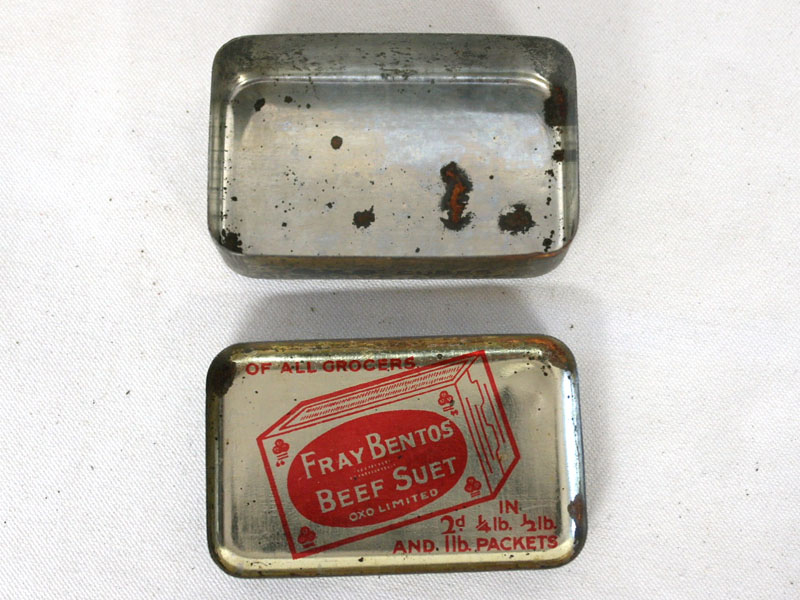 OF ALL GROCERS.
FRAY BENTOS
BEEF SUET
OXO LIMITED
IN
2d ¼lb. ½lb.
AND. 1lb. PACKETS